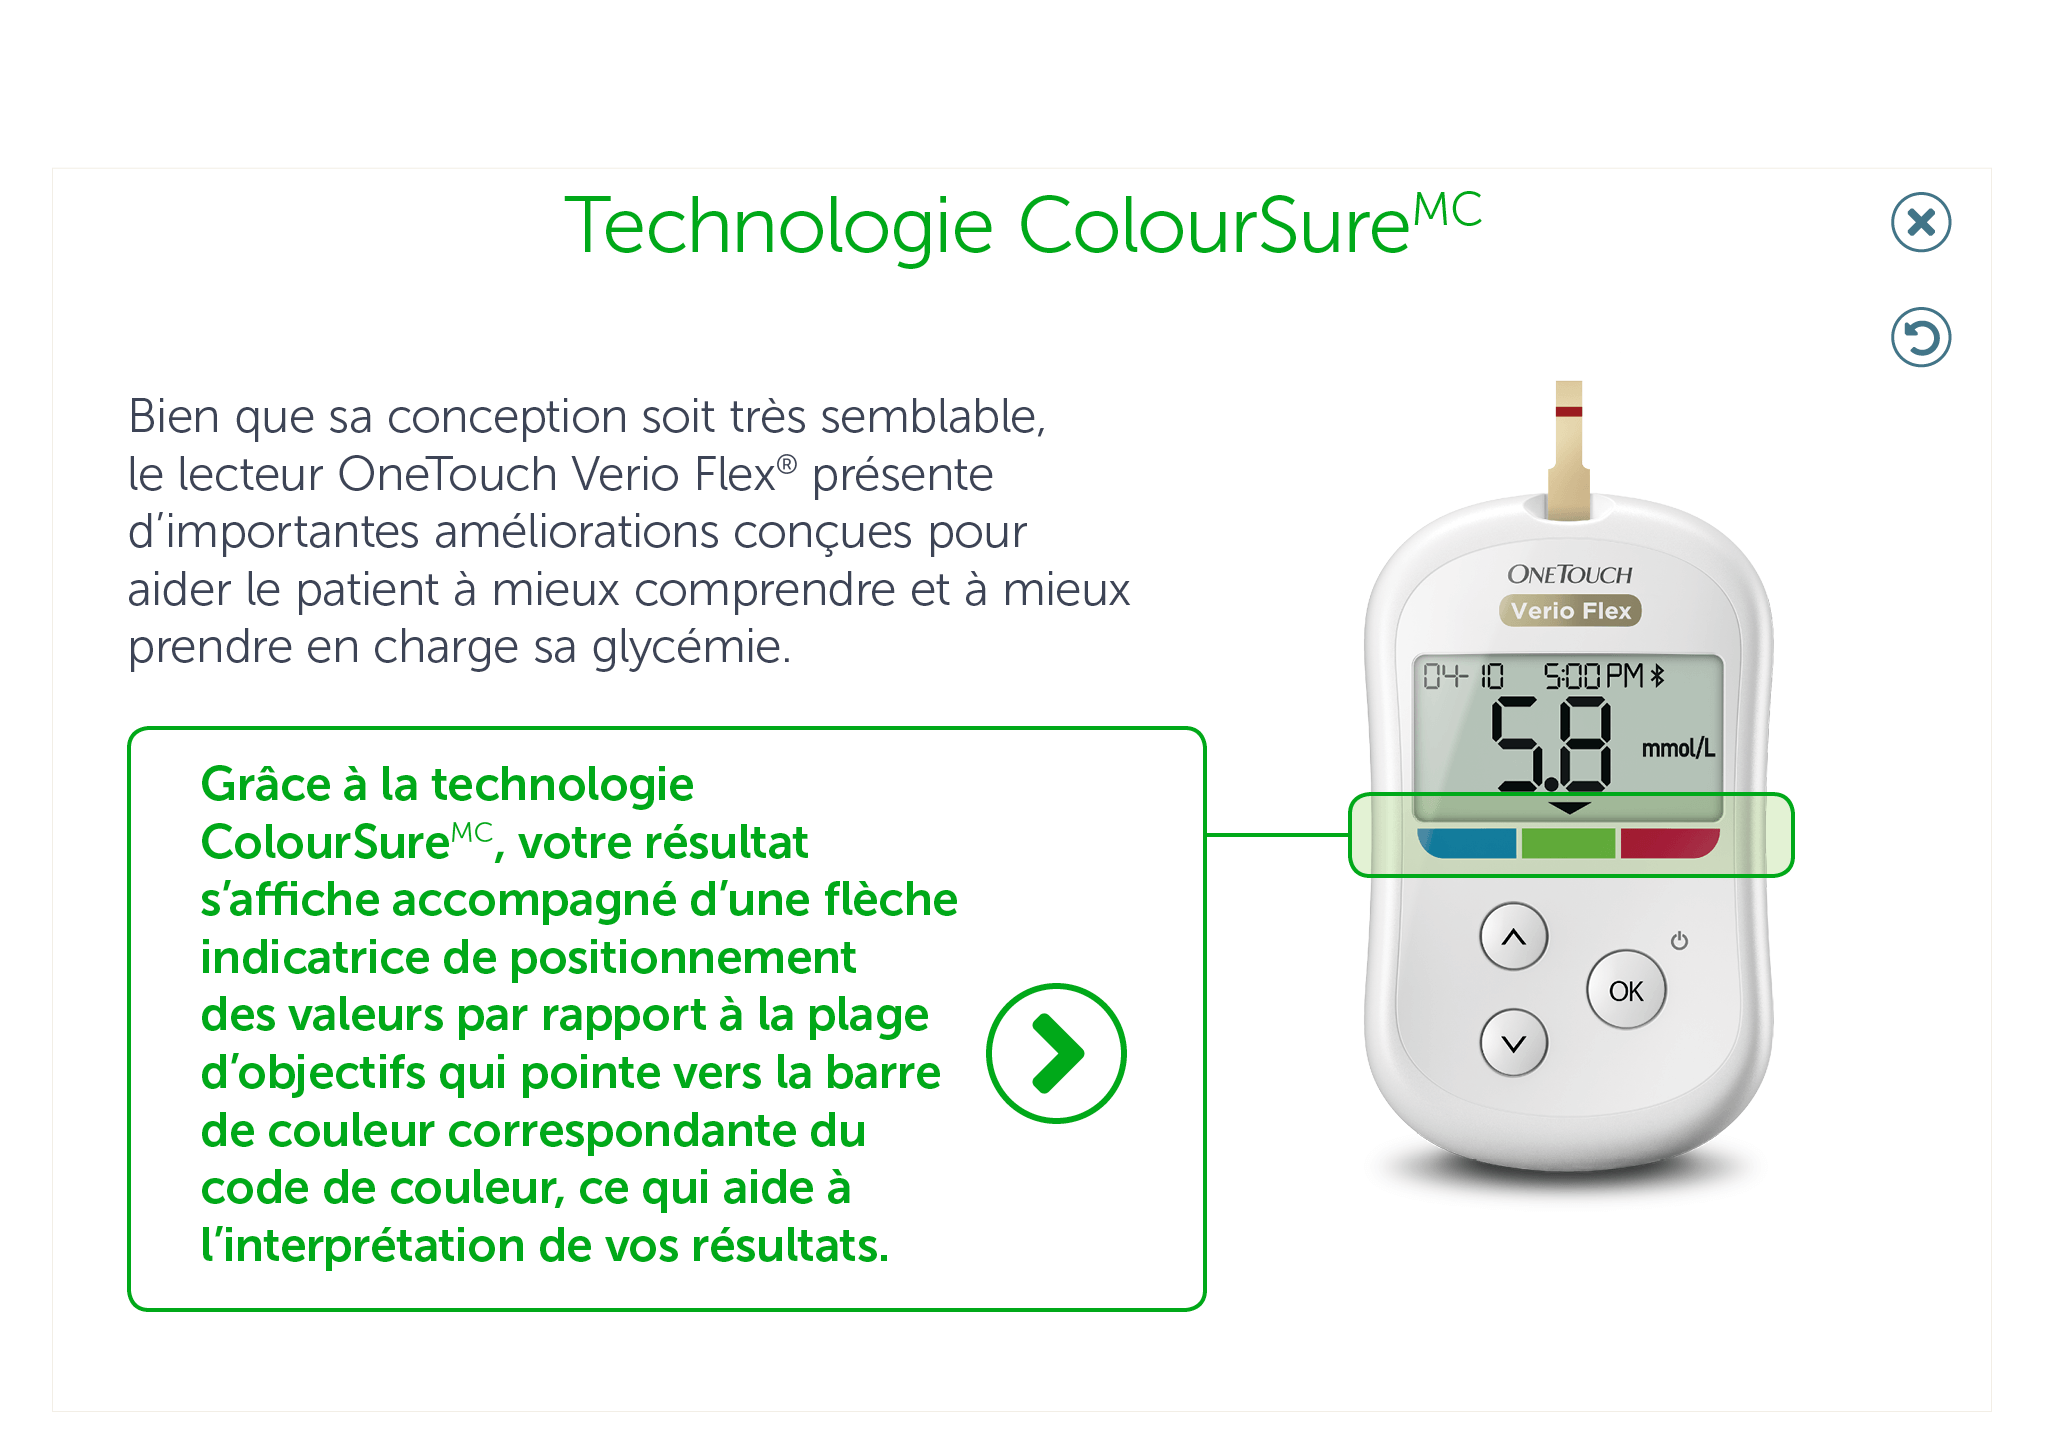 Technologie ColourSureMC
Bien que sa conception soit très semblable,
le lecteur OneTouch Verio Flex® présente
d’importantes améliorations conçues pour
aider le patient à mieux comprendre et à mieux
prendre en charge sa glycémie.
Grâce à la technologie
ColourSureMC, votre résultat
s’affiche accompagné d’une flèche
indicatrice de positionnement
des valeurs par rapport à la plage
d’objectifs qui pointe vers la barre
de couleur correspondante du
code de couleur, ce qui aide à
l’interprétation de vos résultats.
ONETOUCH
Verio Flex
04-10 5:00 PM
5.8 mmol/L
OK